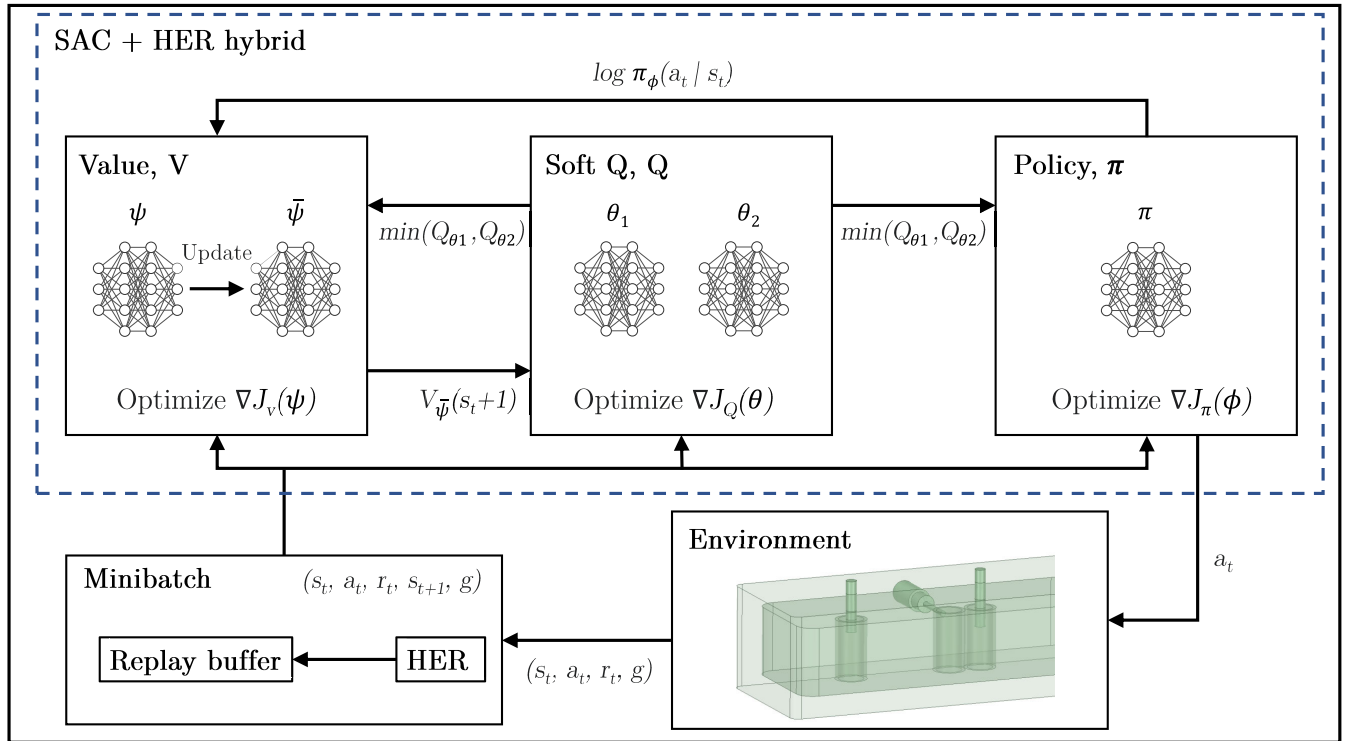 SAC + HER hybrid
log π_ϕ(a_t | s_t)
Value, V
ψ
ψ̄
Update
Optimize ∇J_v(ψ)
min(Q_θ1, Q_θ2)
V_ψ̄(s_t+1)
Soft Q, Q
θ_1
θ_2
Optimize ∇J_Q(θ)
min(Q_θ1, Q_θ2)
Policy, π
π
Optimize ∇J_π(ϕ)
Minibatch
(s_t, a_t, r_t, s_t+1, g)
Replay buffer
HER
(s_t, a_t, r_t, g)
Environment
a_t